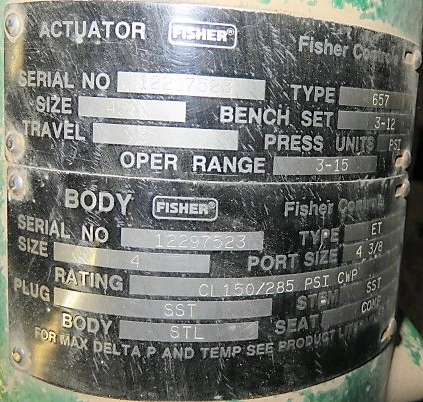 ACTUATOR FISHER® Fisher Controls
SERIAL NO 12297523 TYPE 657
SIZE BENCH SET 3-12
TRAVEL PRESS UNITS PSI
OPER RANGE 3-15
BODY FISHER® Fisher Controls
SERIAL NO 12297523 TYPE ET
SIZE 4 PORT SIZE 4 3/8
RATING CL150/285 PSI CWP
PLUG SST STEM SST
BODY STL SEAT COMP
FOR MAX DELTA P AND TEMP SEE PRODUCT